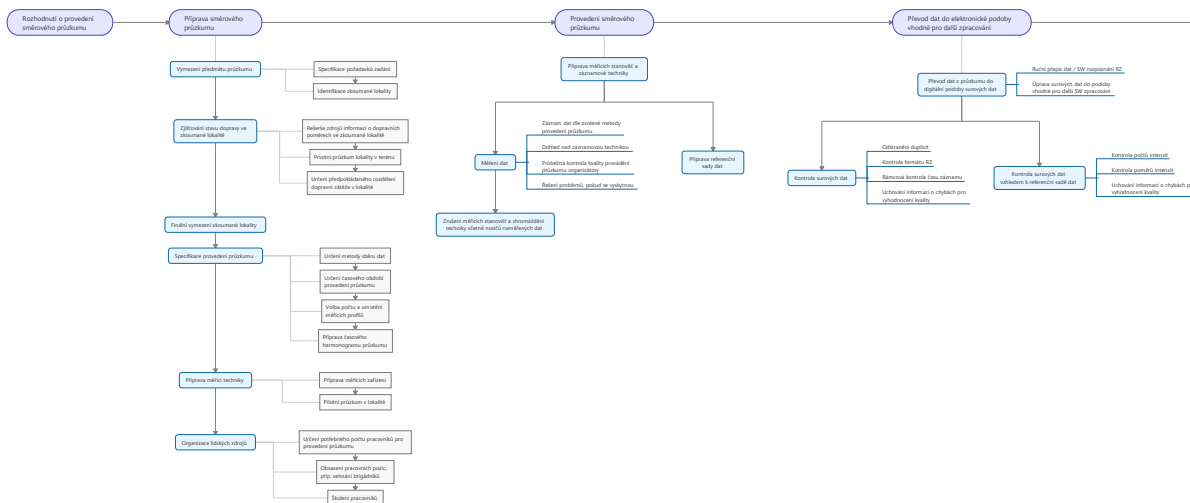 Rozhodnutí o provedení
směrového průzkumu
Příprava směrového
průzkumu
Provedení směrového
průzkumu
Převod dat do elektronické podoby
vhodné pro další zpracování
Vymezení předmětu průzkumu
Specifikace požadavků zadání
Identifikace zkoumané lokality
Zjišťování stavu dopravy ve
zkoumané lokalitě
Rešerše zdrojů informací o dopravních
poměrech ve zkoumané lokalitě
Prvotní průzkum lokality v terénu
Určení předpokládaného rozdělení
dopravní zátěže v lokalitě
Finální vymezení zkoumané lokality
Specifikace provedení průzkumu
Určení metody sběru dat
Určení časového období
provedení průzkumu
Volba počtu a umístění
měřicích profilů
Příprava časového
harmonogramu průzkumu
Příprava měřicí techniky
Příprava měřicích zařízení
Pilotní průzkum v lokalitě
Organizace lidských zdrojů
Určení potřebného počtu pracovníků pro
provedení průzkumu
Obsazení pracovních pozic,
příp. sehnání brigádníků
Školení pracovníků
Příprava měřicích stanovišť a
záznamové techniky
Měření dat
Záznam dat dle zvolené metody
provedení průzkumu
Dohled nad záznamovou technikou
Průběžná kontrola kvality provádění
průzkumu organizátory
Řešení problémů, pokud se vyskytnou
Příprava referenční
sady dat
Zrušení měřicích stanovišť a shromáždění
techniky včetně nosičů naměřených dat
Převod dat z průzkumu do
digitální podoby surových dat
Ruční přepis dat / SW rozpoznání RZ
Úprava surových dat do podoby
vhodné pro další SW zpracování
Kontrola surových dat
Odstranění duplicit
Kontrola formátu RZ
Rámcová kontrola času záznamu
Uchování informací o chybách pro
vyhodnocení kvality
Kontrola surových dat
vzhledem k referenční sadě dat
Kontrola počtů intenzit
Kontrola poměrů intenzit
Uchování informací o chybách p
vyhodnocení kvality